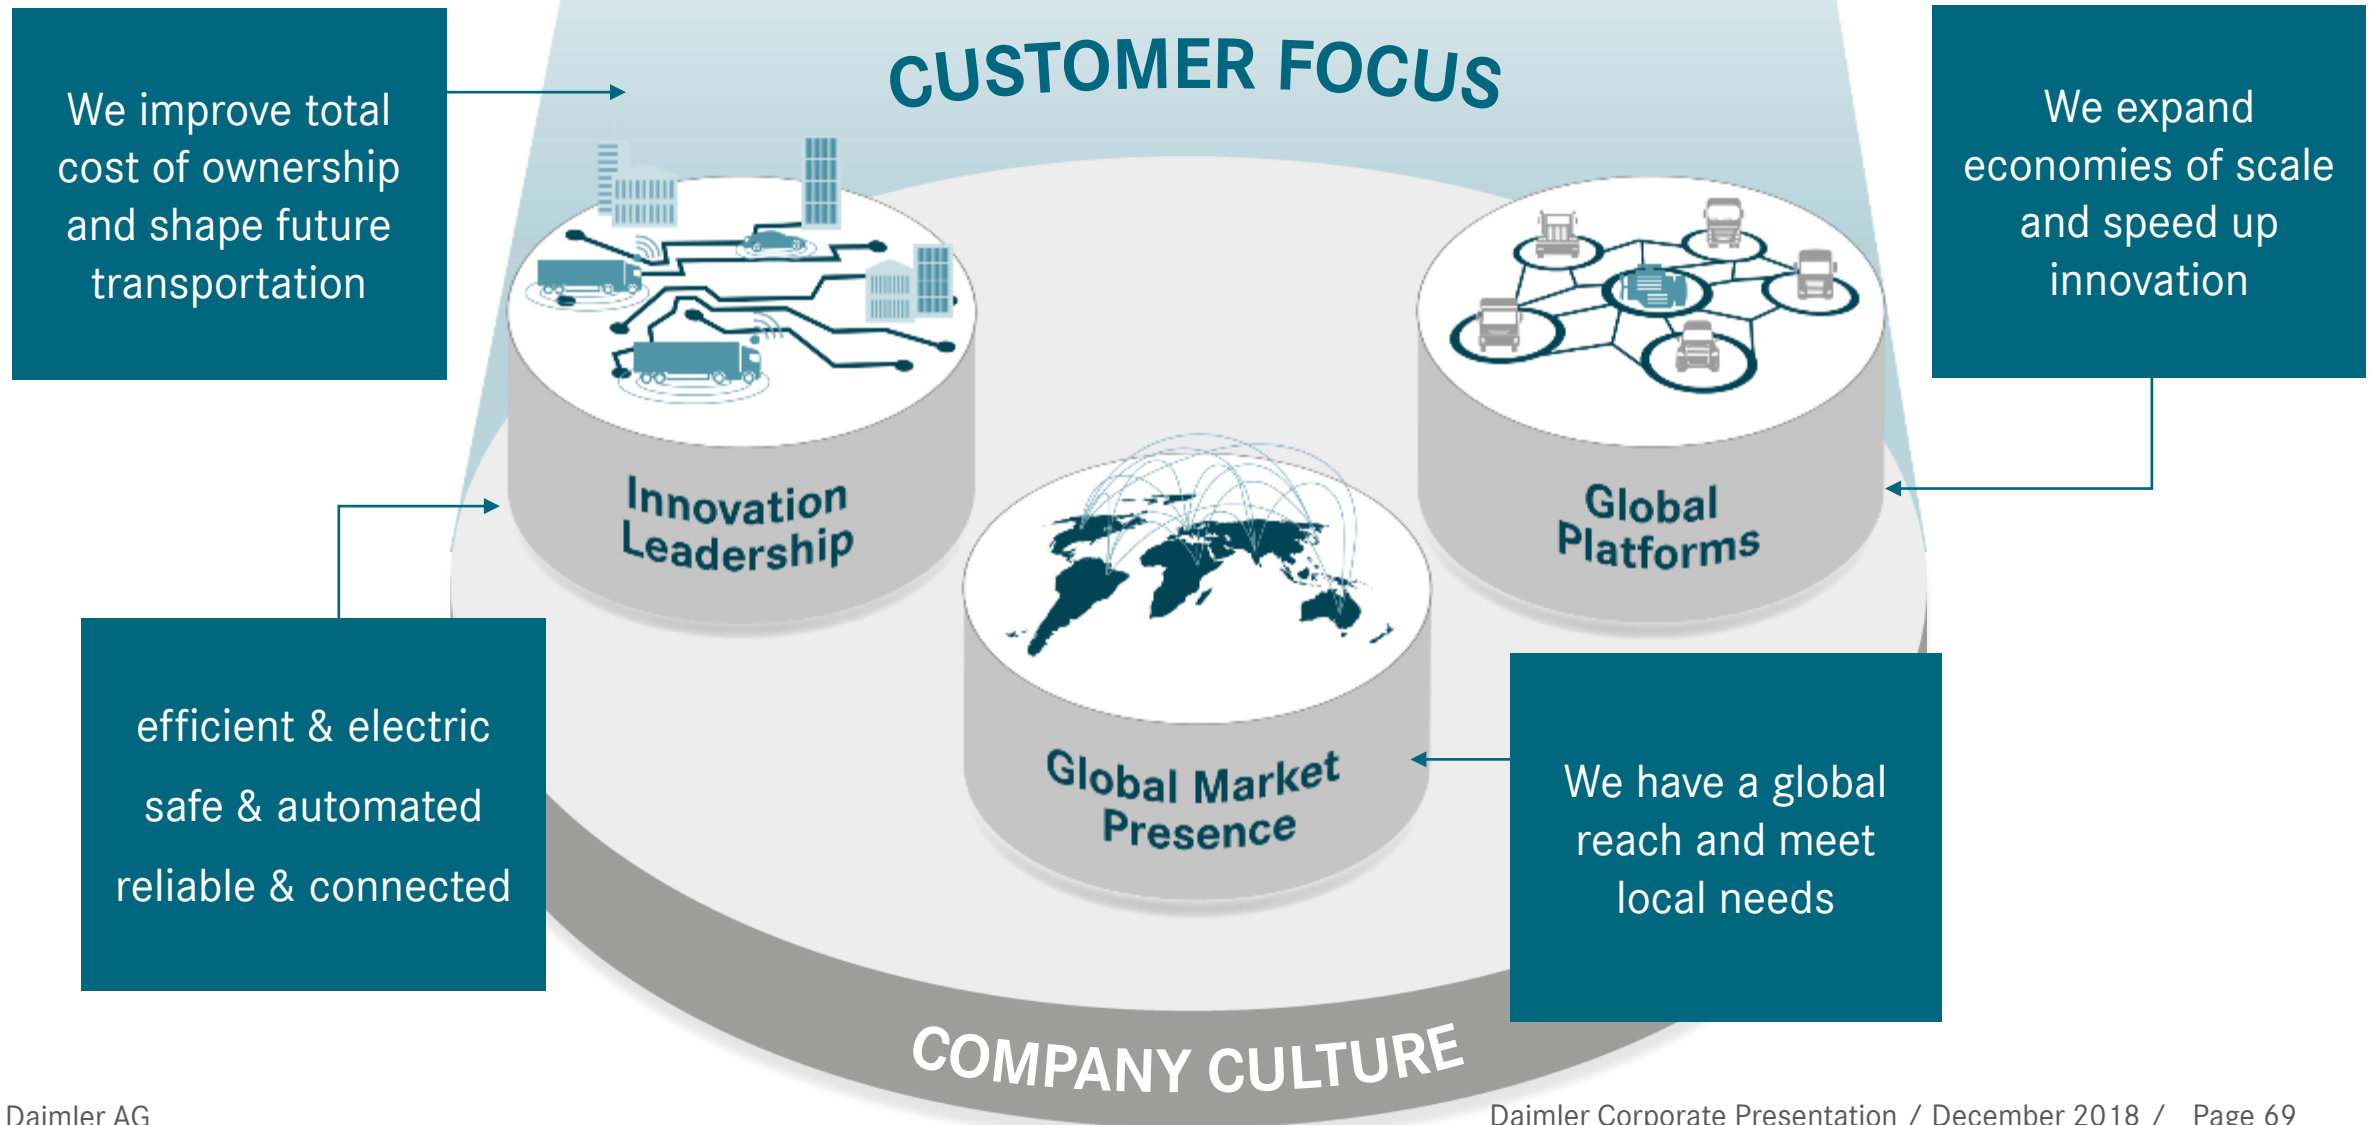 CUSTOMER FOCUS
We improve total
cost of ownership
and shape future
transportation
We expand
economies of scale
and speed up
innovation
Innovation
Leadership
Global
Platforms
efficient & electric
safe & automated
reliable & connected
Global Market
Presence
We have a global
reach and meet
local needs
COMPANY CULTURE
Daimler AG
Daimler Corporate Presentation / December 2018 / Page 69